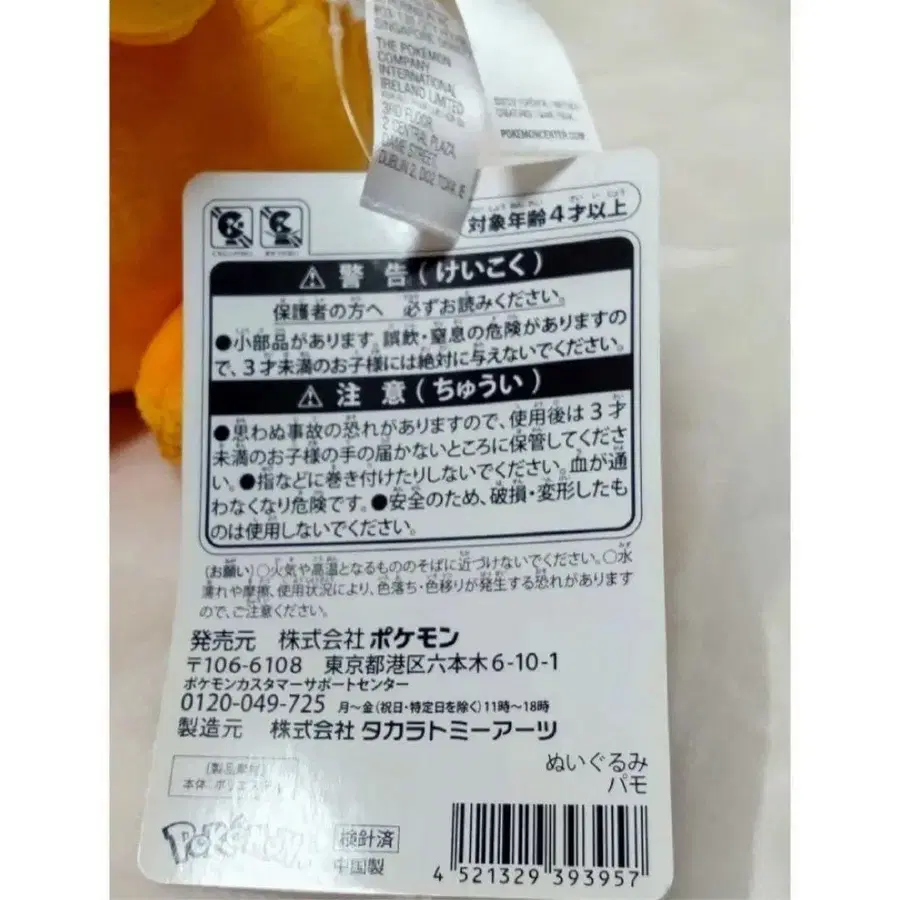 SINGAPORE
THE POKÉMON
COMPANY
INTERNATIONAL
IRELAND LIMITED
3RD FLOOR,
2 CENTRAL PLAZA,
DAME STREET,
DUBLIN 2,
POKEMONCENTER.COM
対象年齢4才以上
⚠ 警告(けいこく)
保護者の方へ 必ずお読みください。
●小部品があります。誤飲・窒息の危険がありますの
で、3才未満のお子様には絶対に与えないでください。
⚠ 注意(ちゅうい)
●思わぬ事故の恐れがありますので、使用後は3才
未満のお子様の手の届かないところに保管してくださ
い。●指などに巻き付けたりしないでください。血が通
わなくなり危険です。●安全のため、破損・変形したも
のは使用しないでください。
(お願い)○火気や高温となるもののそばに近づけないでください。○水
濡れや摩擦、使用状況により、色落ち・色移りが発生する恐れがあります
ので、ご注意ください。
発売元 株式会社ポケモン
〒106-6108 東京都港区六本木6-10-1
ポケモンカスタマーサポートセンター
0120-049-725 月~金(祝日・特定日を除く)11時~18時
製造元 株式会社タカラトミーアーツ
ぬいぐるみ
パモ
(製品素材)
本体:ポリエステル
POKÉMON
検針済
中国製
4 521329 393957